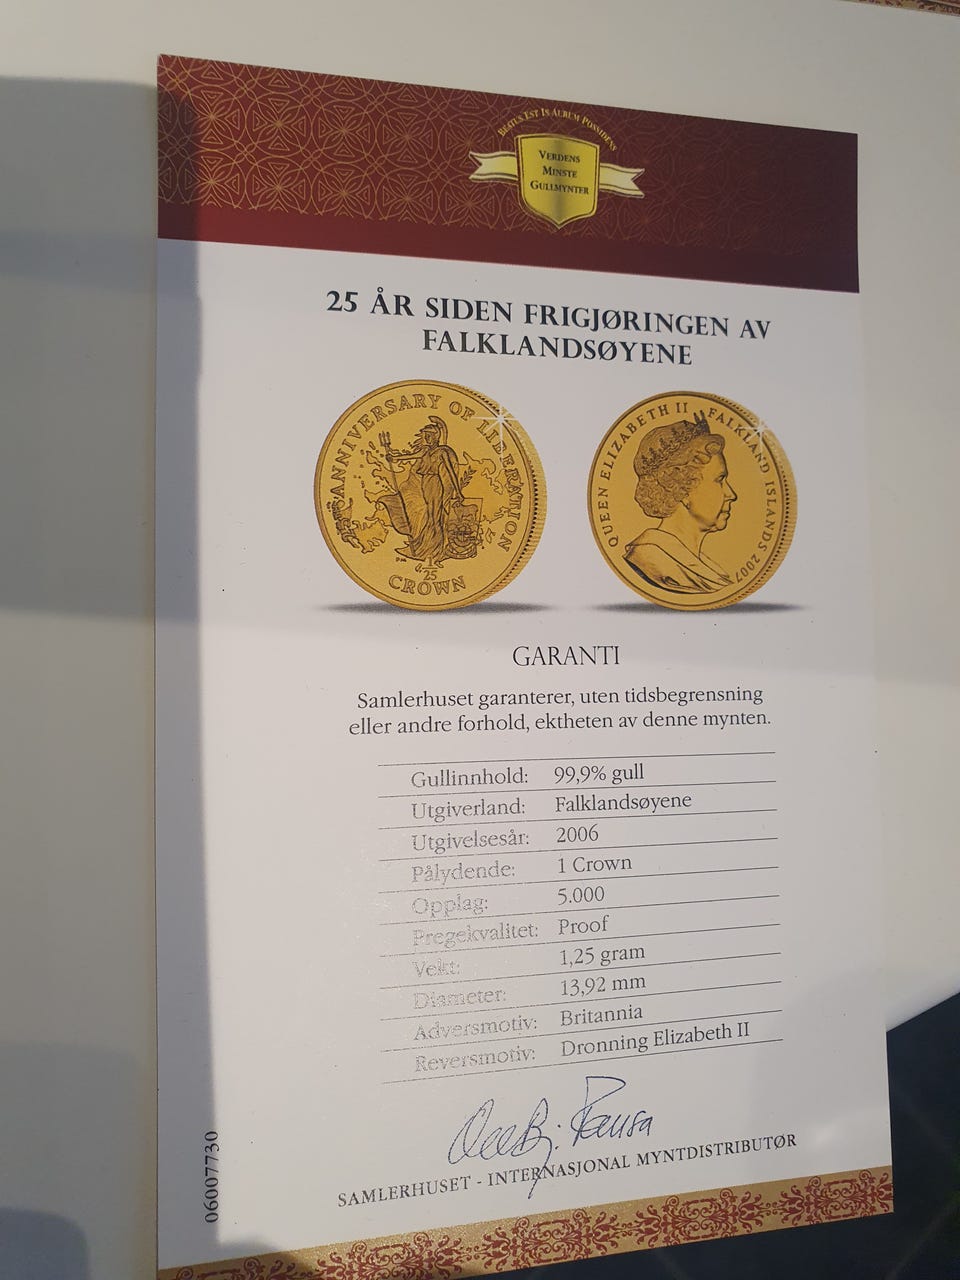 BEATUS EST IS AURUM POSSIDENS
VERDENS
MINSTE
GULLMYNTER
25 ÅR SIDEN FRIGJØRINGEN AV
FALKLANDSØYENE
ANNIVERSARY OF LIBERATION
1/25
CROWN
QUEEN ELIZABETH II FALKLAND ISLANDS 2007
GARANTI
Samlerhuset garanterer, uten tidsbegrensning
eller andre forhold, ektheten av denne mynten.
Gullinnhold: 99,9% gull
Utgiverland: Falklandsøyene
Utgivelsesår: 2006
Pålydende: 1 Crown
Opplag: 5.000
Pregekvalitet: Proof
Vekt: 1,25 gram
Diameter: 13,92 mm
Adversmotiv: Britannia
Reversmotiv: Dronning Elizabeth II
SAMLERHUSET - INTERNASJONAL MYNTDISTRIBUTØR
06007730